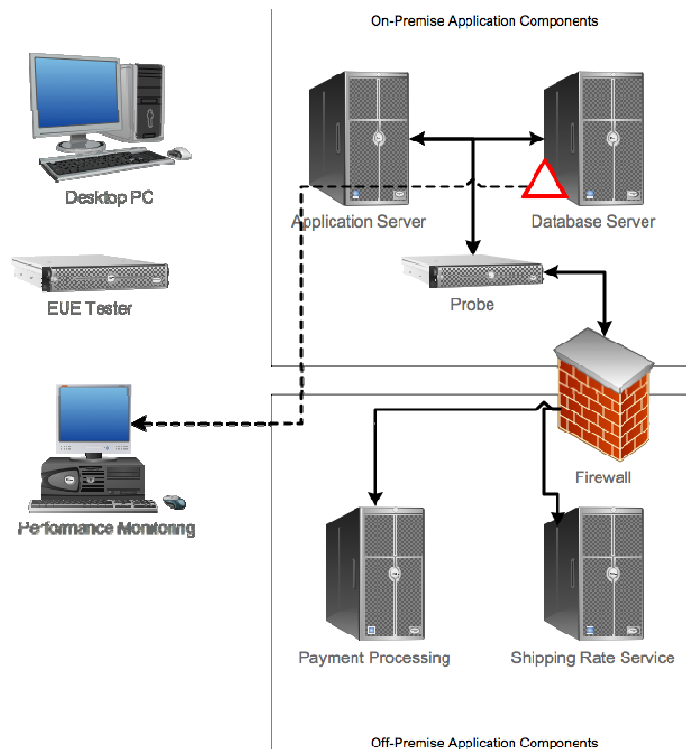 On-Premise Application Components
Desktop PC
Application Server
Database Server
EUE Tester
Probe
Firewall
Performance Monitoring
Payment Processing
Shipping Rate Service
Off-Premise Application Components